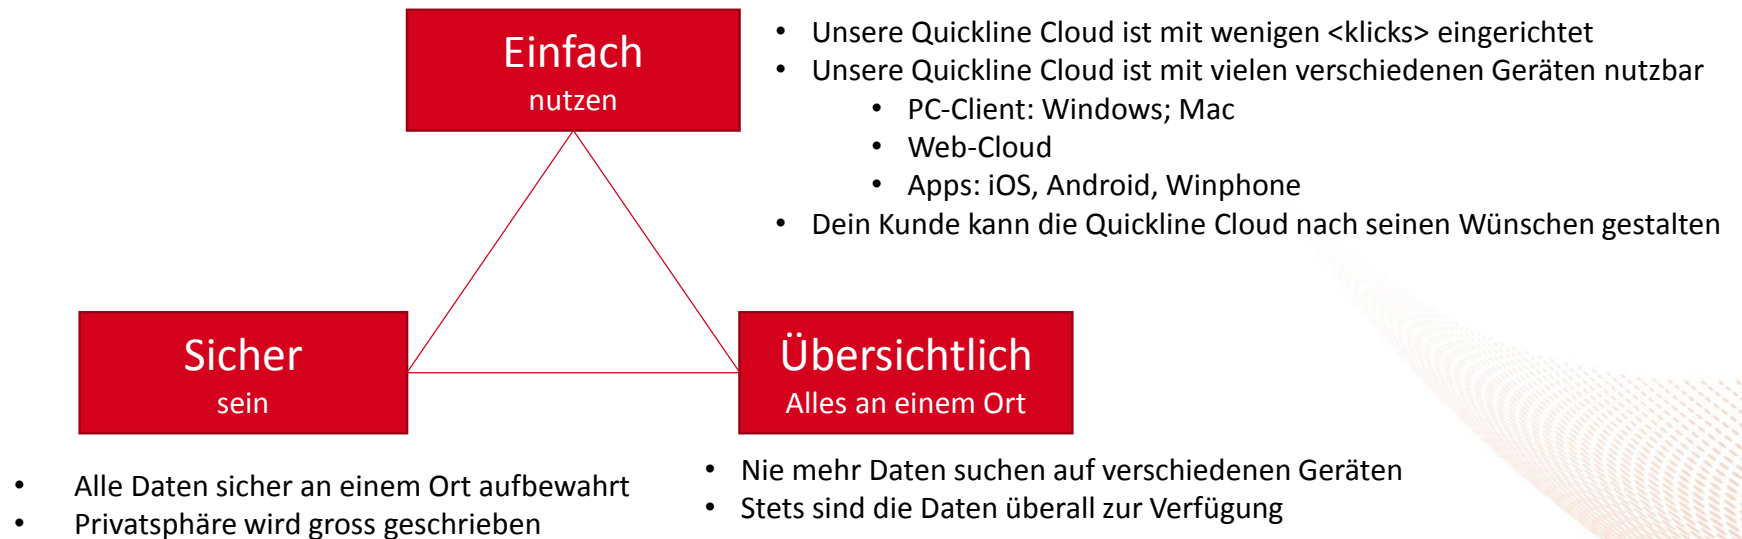 Einfach
nutzen
• Unsere Quickline Cloud ist mit wenigen <klicks> eingerichtet
• Unsere Quickline Cloud ist mit vielen verschiedenen Geräten nutzbar
• PC-Client: Windows; Mac
• Web-Cloud
• Apps: iOS, Android, Winphone
• Dein Kunde kann die Quickline Cloud nach seinen Wünschen gestalten
Sicher
sein
Übersichtlich
Alles an einem Ort
• Alle Daten sicher an einem Ort aufbewahrt
• Privatsphäre wird gross geschrieben
• Nie mehr Daten suchen auf verschiedenen Geräten
• Stets sind die Daten überall zur Verfügung